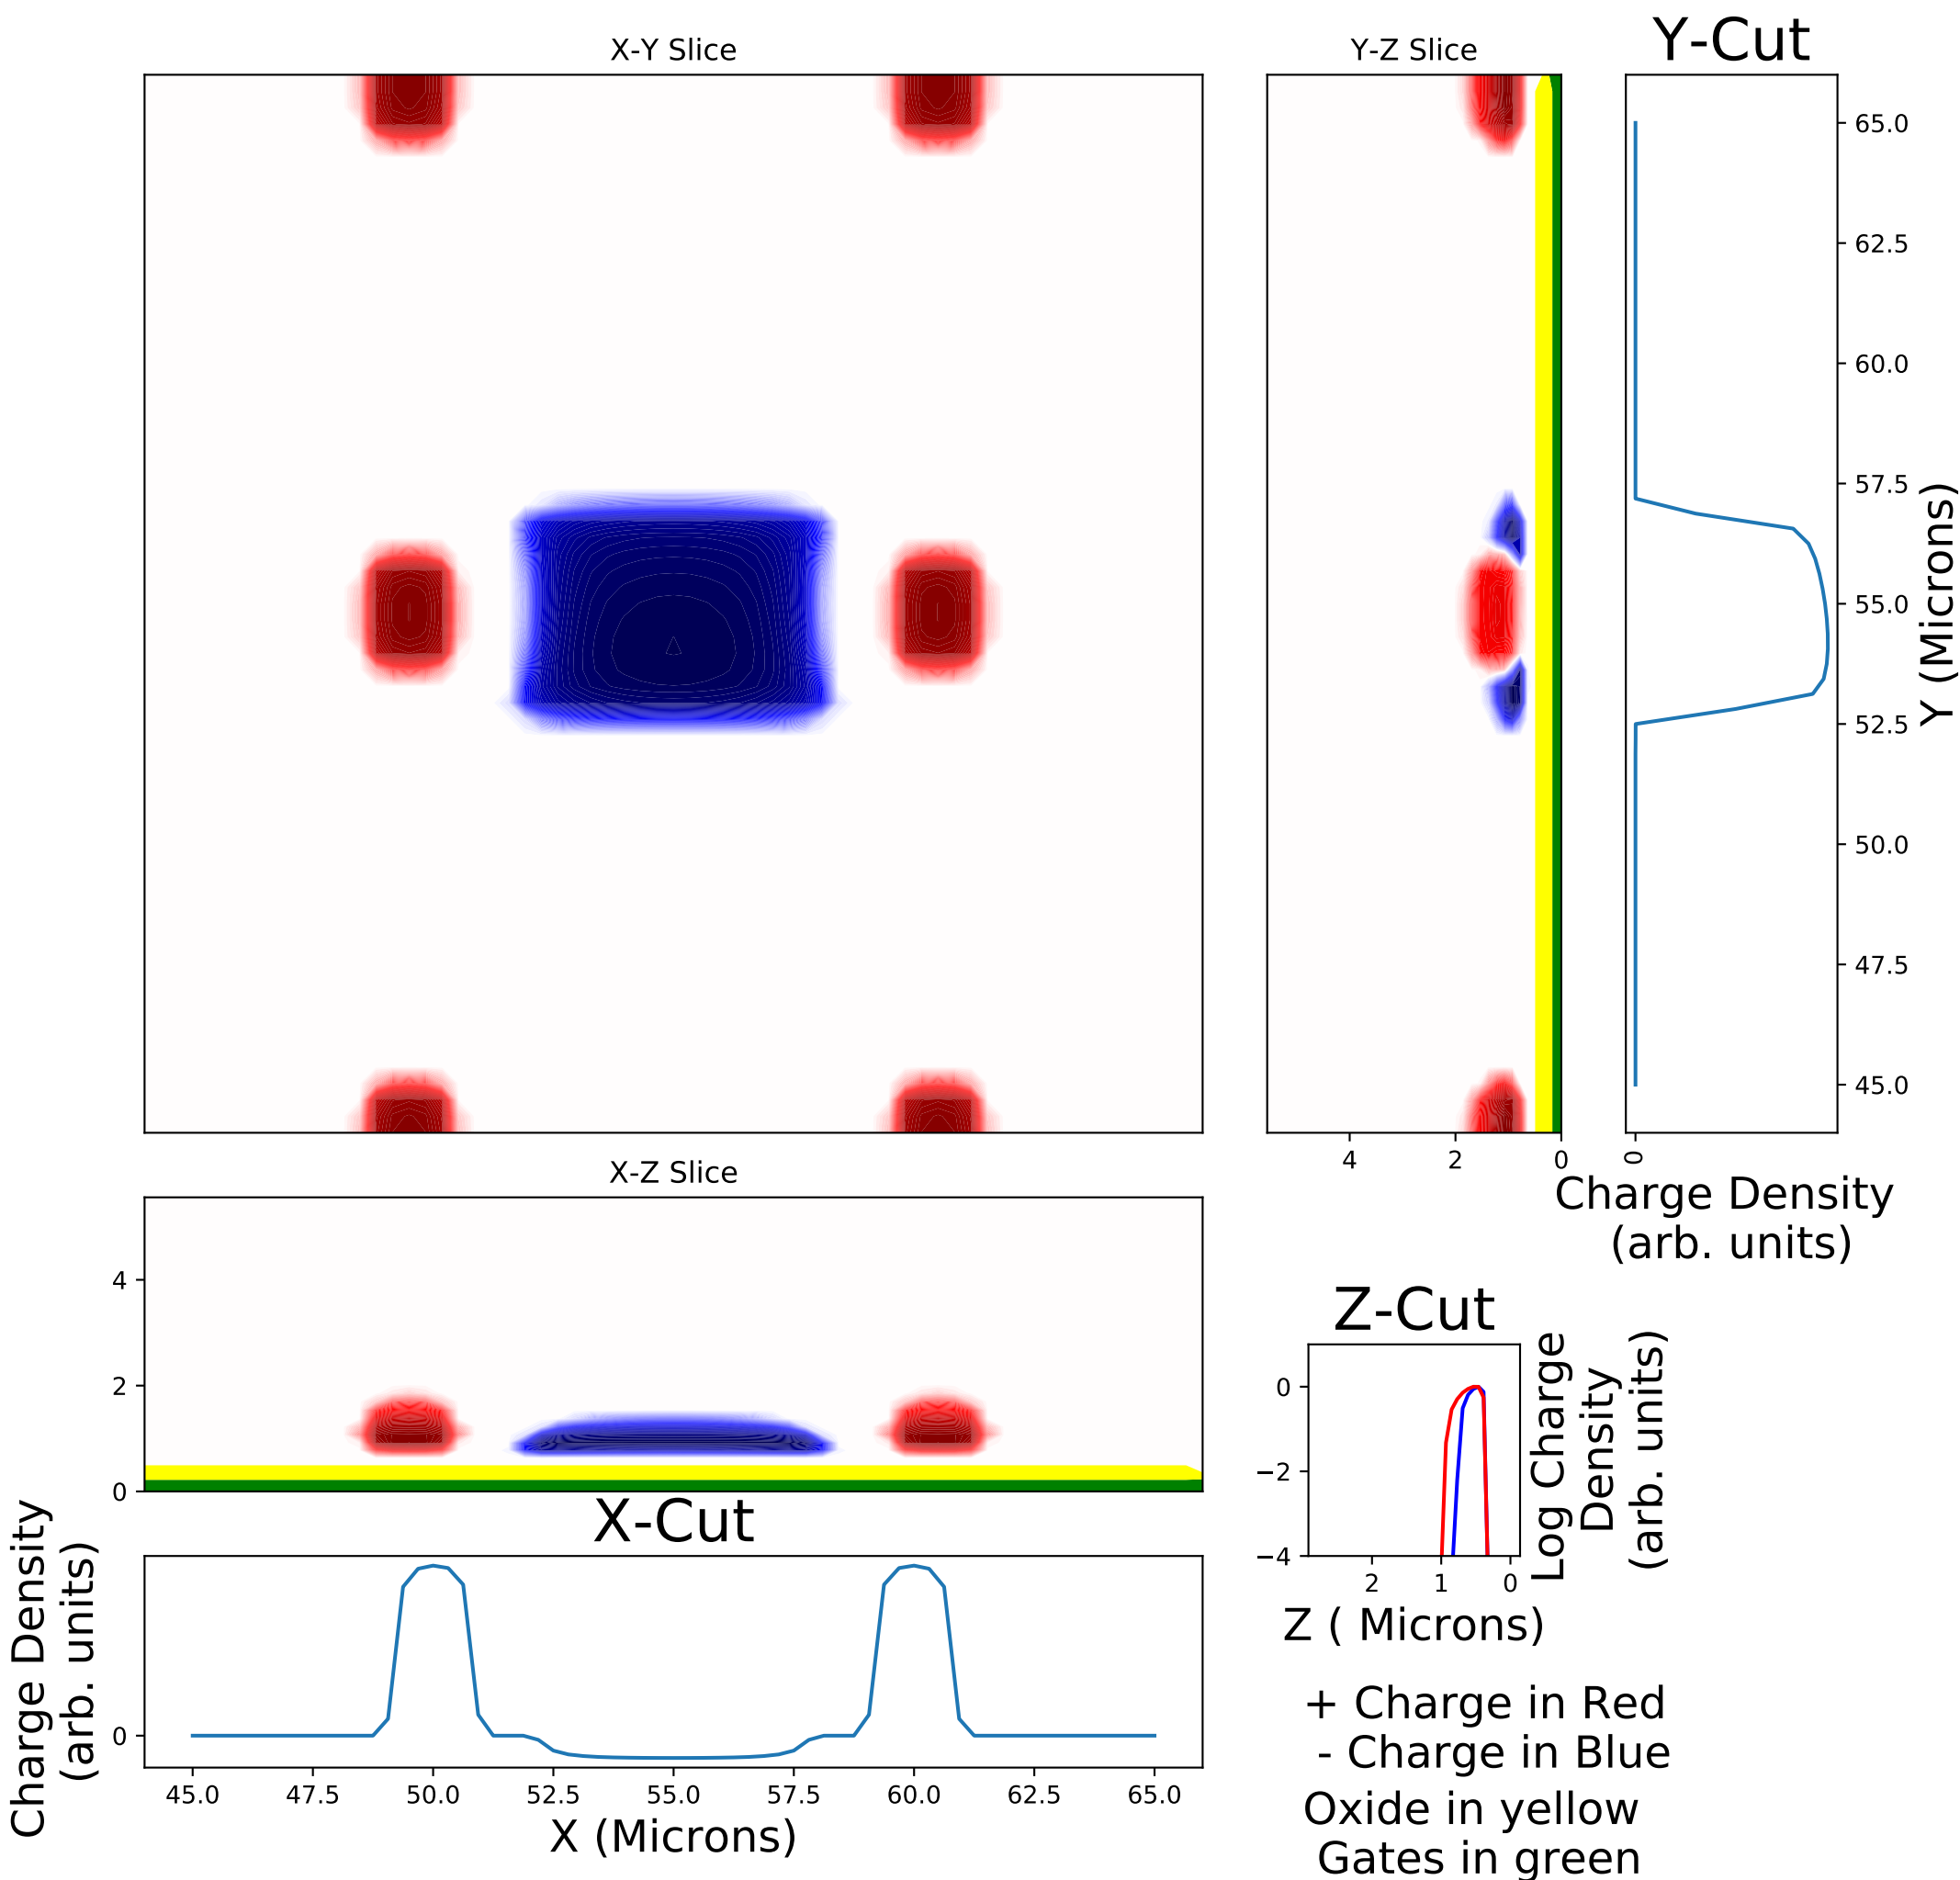 X-Y Slice
Y-Z Slice
Y-Cut
65.0
62.5
60.0
57.5
55.0
52.5
50.0
47.5
45.0
Y (Microns)
4 2 0
0
Charge Density
(arb. units)
X-Z Slice
4
2
0
X-Cut
Charge Density
(arb. units)
0
45.0 47.5 50.0 52.5 55.0 57.5 60.0 62.5 65.0
X (Microns)
Z-Cut
0
−2
−4
2 1 0
Z ( Microns)
Log Charge
Density
(arb. units)
+ Charge in Red
- Charge in Blue
Oxide in yellow
Gates in green